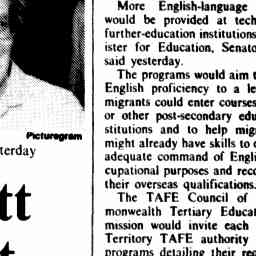 Picturegram
terday
tt
More English-language
would be provided at tech
further-education institutions
ister for Education, Senato
said yesterday.
The programs would aim t
English proficiency to a le
migrants could enter courses
or other post-secondary edu
stitutions and to help migr
might already have skills to
adequate command of Engli
cupational purposes and reco
their overseas qualifications.
The TAFE Council of
monwealth Tertiary Educat
mission would invite each
Territory TAFE authority
programs detailing their req